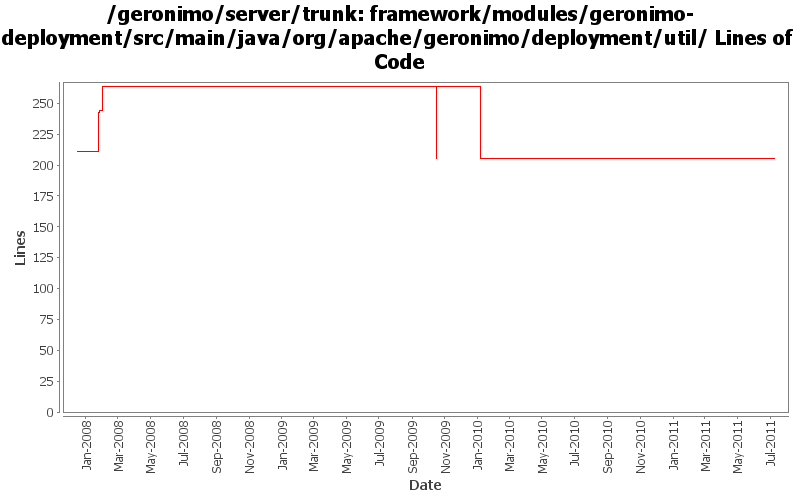 /geronimo/server/trunk: framework/modules/geronimo-
deployment/src/main/java/org/apache/geronimo/deployment/util/ Lines of
Code
250
225
200
175
150
125
100
75
50
25
0
Lines
Jan-2008
Mar-2008
May-2008
Jul-2008
Sep-2008
Nov-2008
Jan-2009
Mar-2009
May-2009
Jul-2009
Sep-2009
Nov-2009
Jan-2010
Mar-2010
May-2010
Jul-2010
Sep-2010
Nov-2010
Jan-2011
Mar-2011
May-2011
Jul-2011
Date